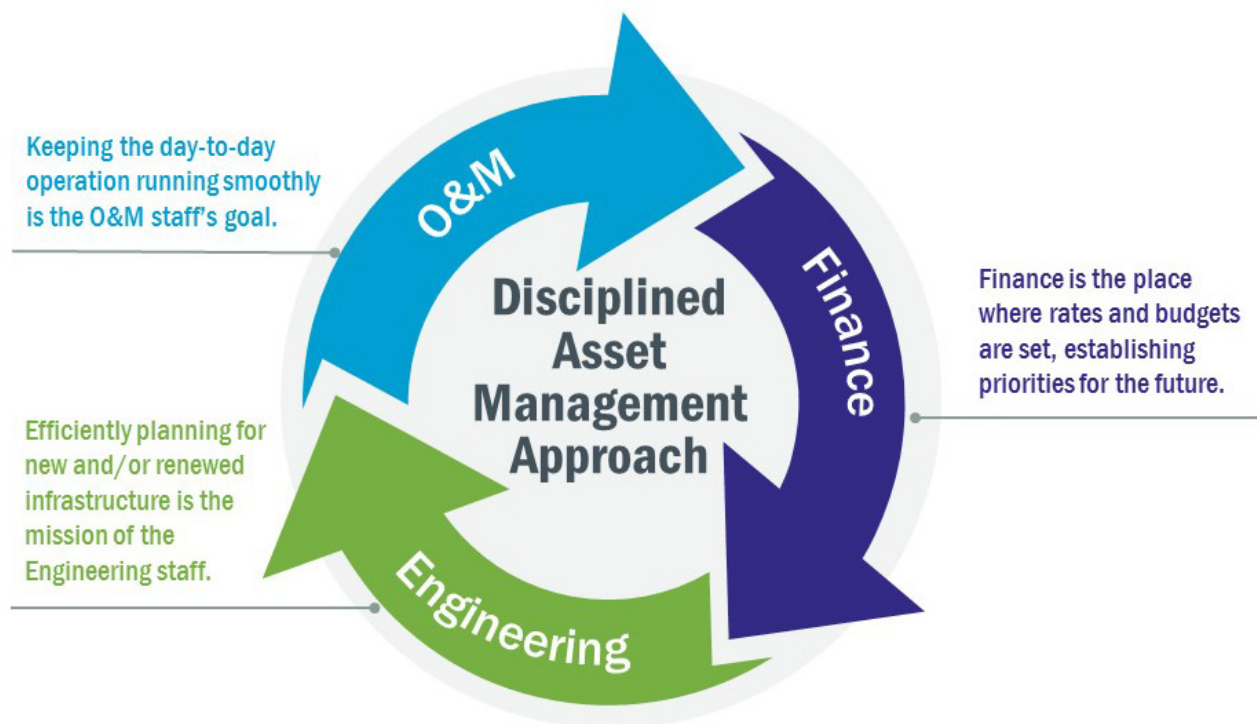 Keeping the day-to-day
operation running smoothly
is the O&M staff's goal.
O&M
Finance
Disciplined
Asset
Management
Approach
Finance is the place
where rates and budgets
are set, establishing
priorities for the future.
Efficiently planning for
new and/or renewed
infrastructure is the
mission of the
Engineering staff.
Engineering